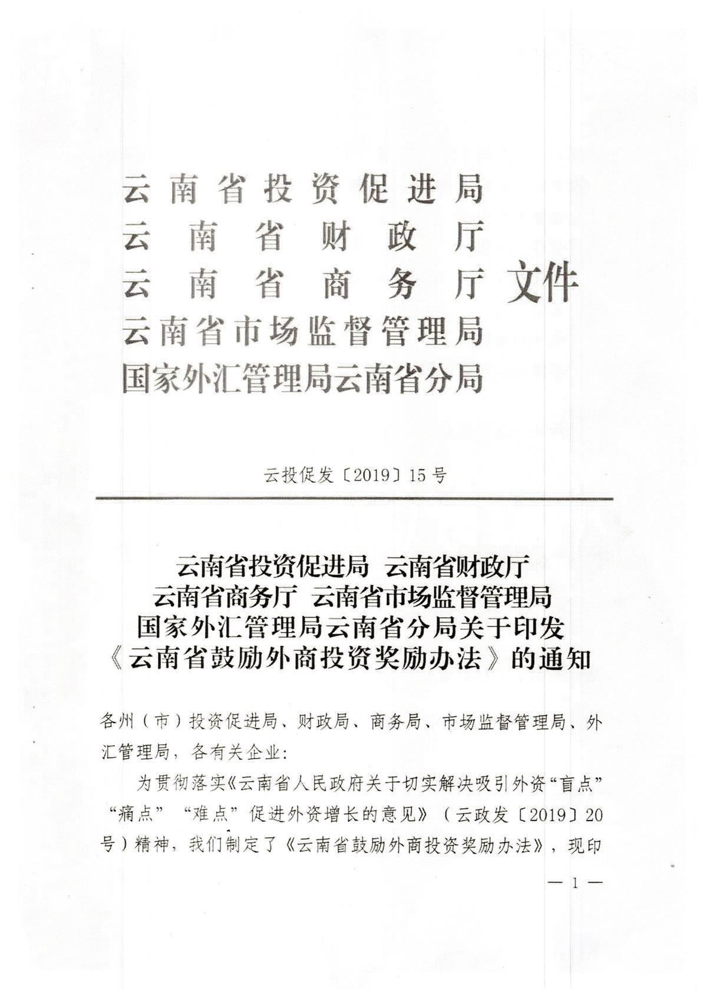 云南省投资促进局
云南省财政厅
云南省商务厅 文件
云南省市场监督管理局
国家外汇管理局云南省分局
云投促发〔2019〕15号
云南省投资促进局 云南省财政厅
云南省商务厅 云南省市场监督管理局
国家外汇管理局云南省分局关于印发
《云南省鼓励外商投资奖励办法》的通知
各州（市）投资促进局、财政局、商务局、市场监督管理局、外
汇管理局，各有关企业：
为贯彻落实《云南省人民政府关于切实解决吸引外资“盲点”
“痛点” “难点”促进外资增长的意见》（云政发〔2019〕20
号）精神，我们制定了《云南省鼓励外商投资奖励办法》，现印
— 1 —